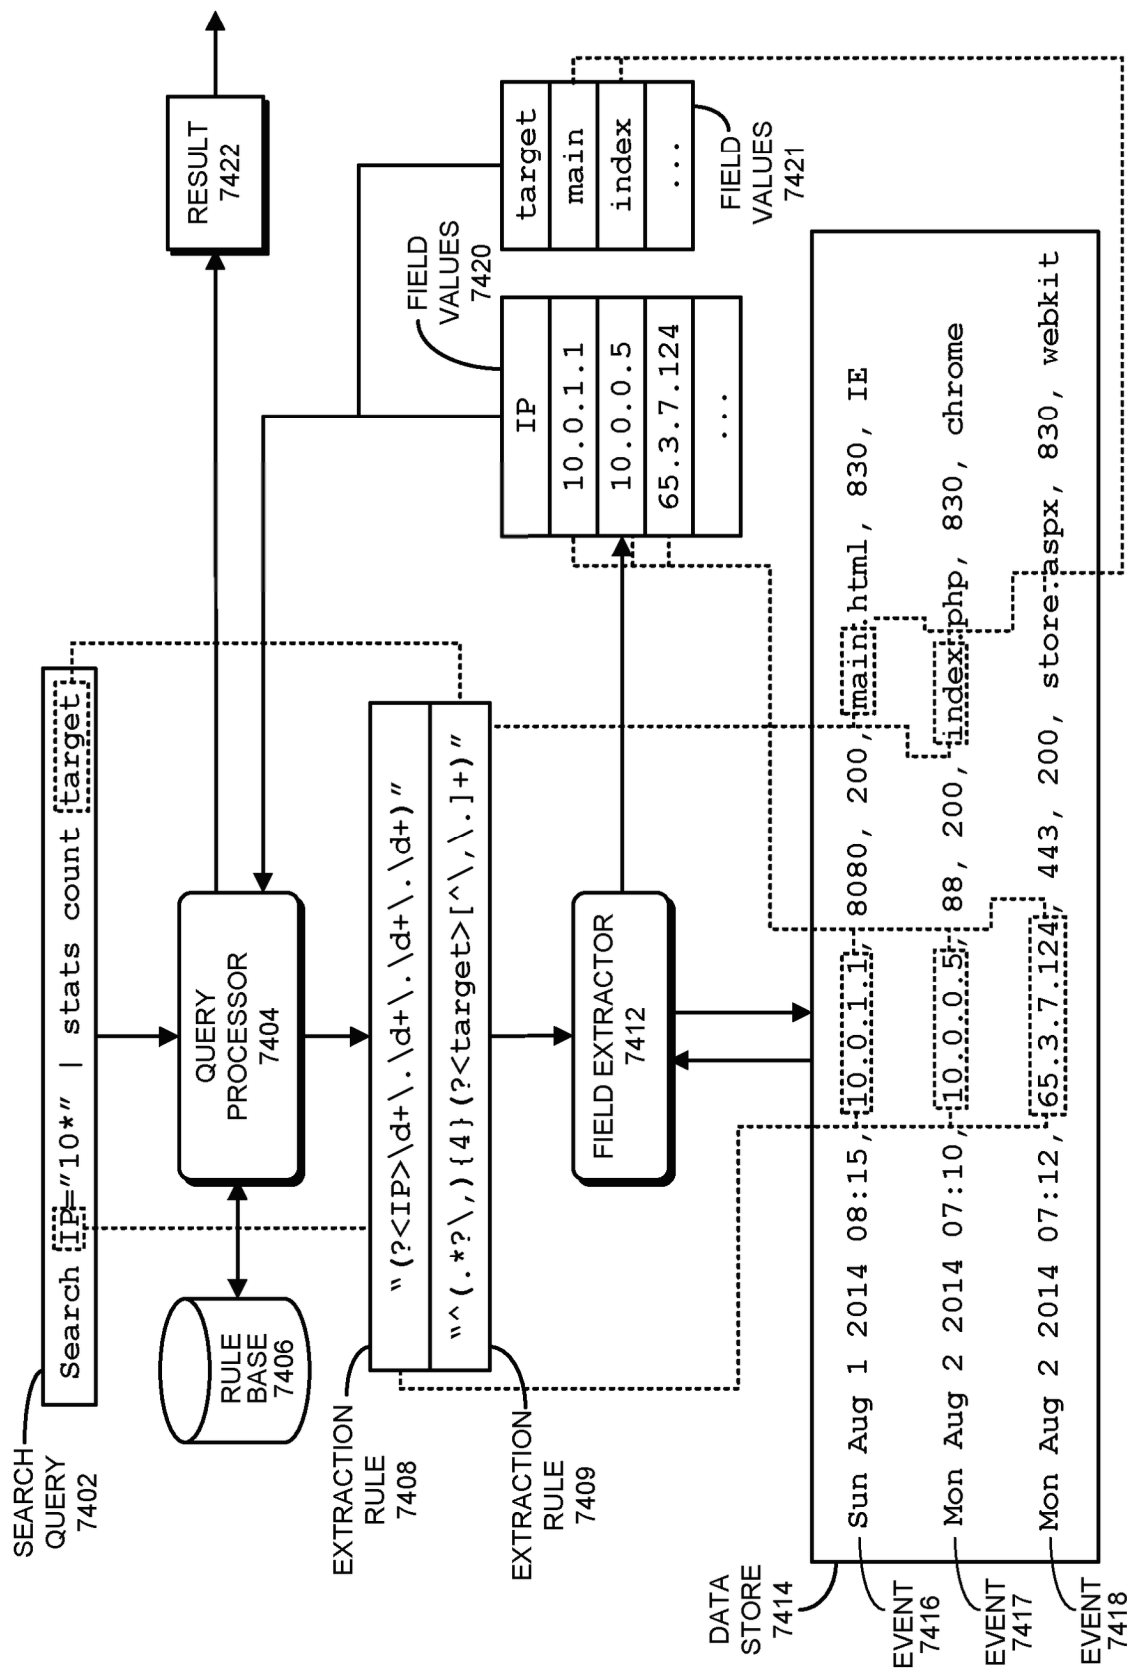 SEARCH
QUERY
7402
Search IP="10*" | stats count target
RULE
BASE
7406
QUERY
PROCESSOR
7404
RESULT
7422
EXTRACTION
RULE
7408
"(?<IP>\d+\.\d+\.\d+\.\d+)"
EXTRACTION
RULE
7409
"^(.*?\,){4}(?<target>[^\,\.]+)"
FIELD
VALUES
7420
IP
10.0.1.1
10.0.0.5
65.3.7.124
...
target
main
index
...
FIELD
VALUES
7421
FIELD EXTRACTOR
7412
DATA
STORE
7414
Sun Aug 1 2014 08:15, 10.0.1.1, 8080, 200, main.html, 830, IE
EVENT
7416
Mon Aug 2 2014 07:10, 10.0.0.5, 88, 200, index.php, 830, chrome
EVENT
7417
Mon Aug 2 2014 07:12, 65.3.7.124, 443, 200, store.aspx, 830, webkit
EVENT
7418